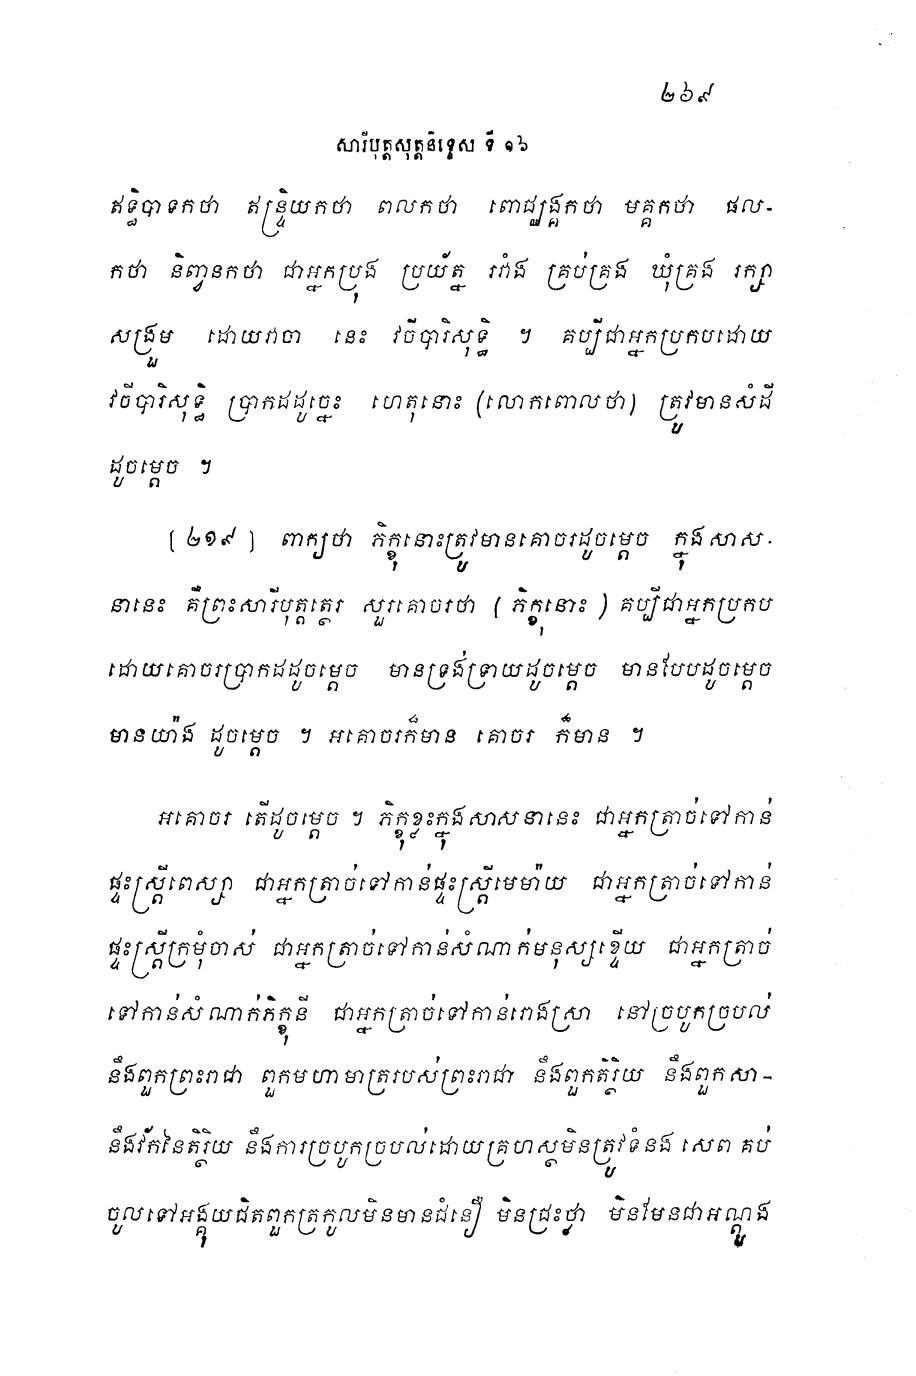 ២៦៩
សារីបុត្តសុត្តនិទ្ទេស ទី ១៦
ឥទ្ធិបាទកថា ឥន្ទ្រិយកថា ពលកថា ពោជ្ឈង្គកថា មគ្គកថា ផល-
កថា និព្វានកថា ជាអ្នកប្រុង ប្រយ័ត្ន រវាំង គ្រប់គ្រង ឃុំគ្រង រក្សា
សង្រួម ដោយវាចា នេះ វចីបារិសុទ្ធិ ។ គប្បីជាអ្នកប្រកបដោយ
វចីបារិសុទ្ធិ ប្រាកដដូច្នេះ ហេតុនោះ (លោកពោលថា) ត្រូវមានសំដី
ដូចម្តេច ។
[ ២១៩ ] ពាក្យថា ភិក្ខុនោះត្រូវមានគោចរដូចម្តេច ក្នុងសាស-
នានេះ គឺព្រះសារីបុត្តត្ថេរ សួរគោចរថា ( ភិក្ខុនោះ ) គប្បីជាអ្នកប្រកប
ដោយគោចរប្រាកដដូចម្តេច មានទ្រង់ទ្រាយដូចម្តេច មានបែបដូចម្តេច
មានយ៉ាង ដូចម្តេច ។ អគោចរក៏មាន គោចរ ក៏មាន ។
អគោចរ តើដូចម្តេច ។ ភិក្ខុខ្លះក្នុងសាសនានេះ ជាអ្នកត្រាច់ទៅកាន់
ផ្ទះស្ត្រីពេស្យា ជាអ្នកត្រាច់ទៅកាន់ផ្ទះស្ត្រីមេម៉ាយ ជាអ្នកត្រាច់ទៅកាន់
ផ្ទះស្ត្រីក្រមុំចាស់ ជាអ្នកត្រាច់ទៅកាន់សំណាក់មនុស្សខ្ទើយ ជាអ្នកត្រាច់
ទៅកាន់សំណាក់ភិក្ខុនី ជាអ្នកត្រាច់ទៅកាន់រោងស្រា នៅច្របូកច្របល់
នឹងពួកព្រះរាជា ពួកមហាមាត្ររបស់ព្រះរាជា នឹងពួកតិរ្ថិយ នឹងពួកសា-
នឹងវ័កនៃតិរ្ថិយ នឹងការច្របូកច្របល់ដោយគ្រហស្ថមិនត្រូវទំនង សេព គប់
ចូលទៅអង្គុយជិតពួកត្រកូលមិនមានជំនឿ មិនជ្រះថ្លា មិនមែនជាអណ្តូង